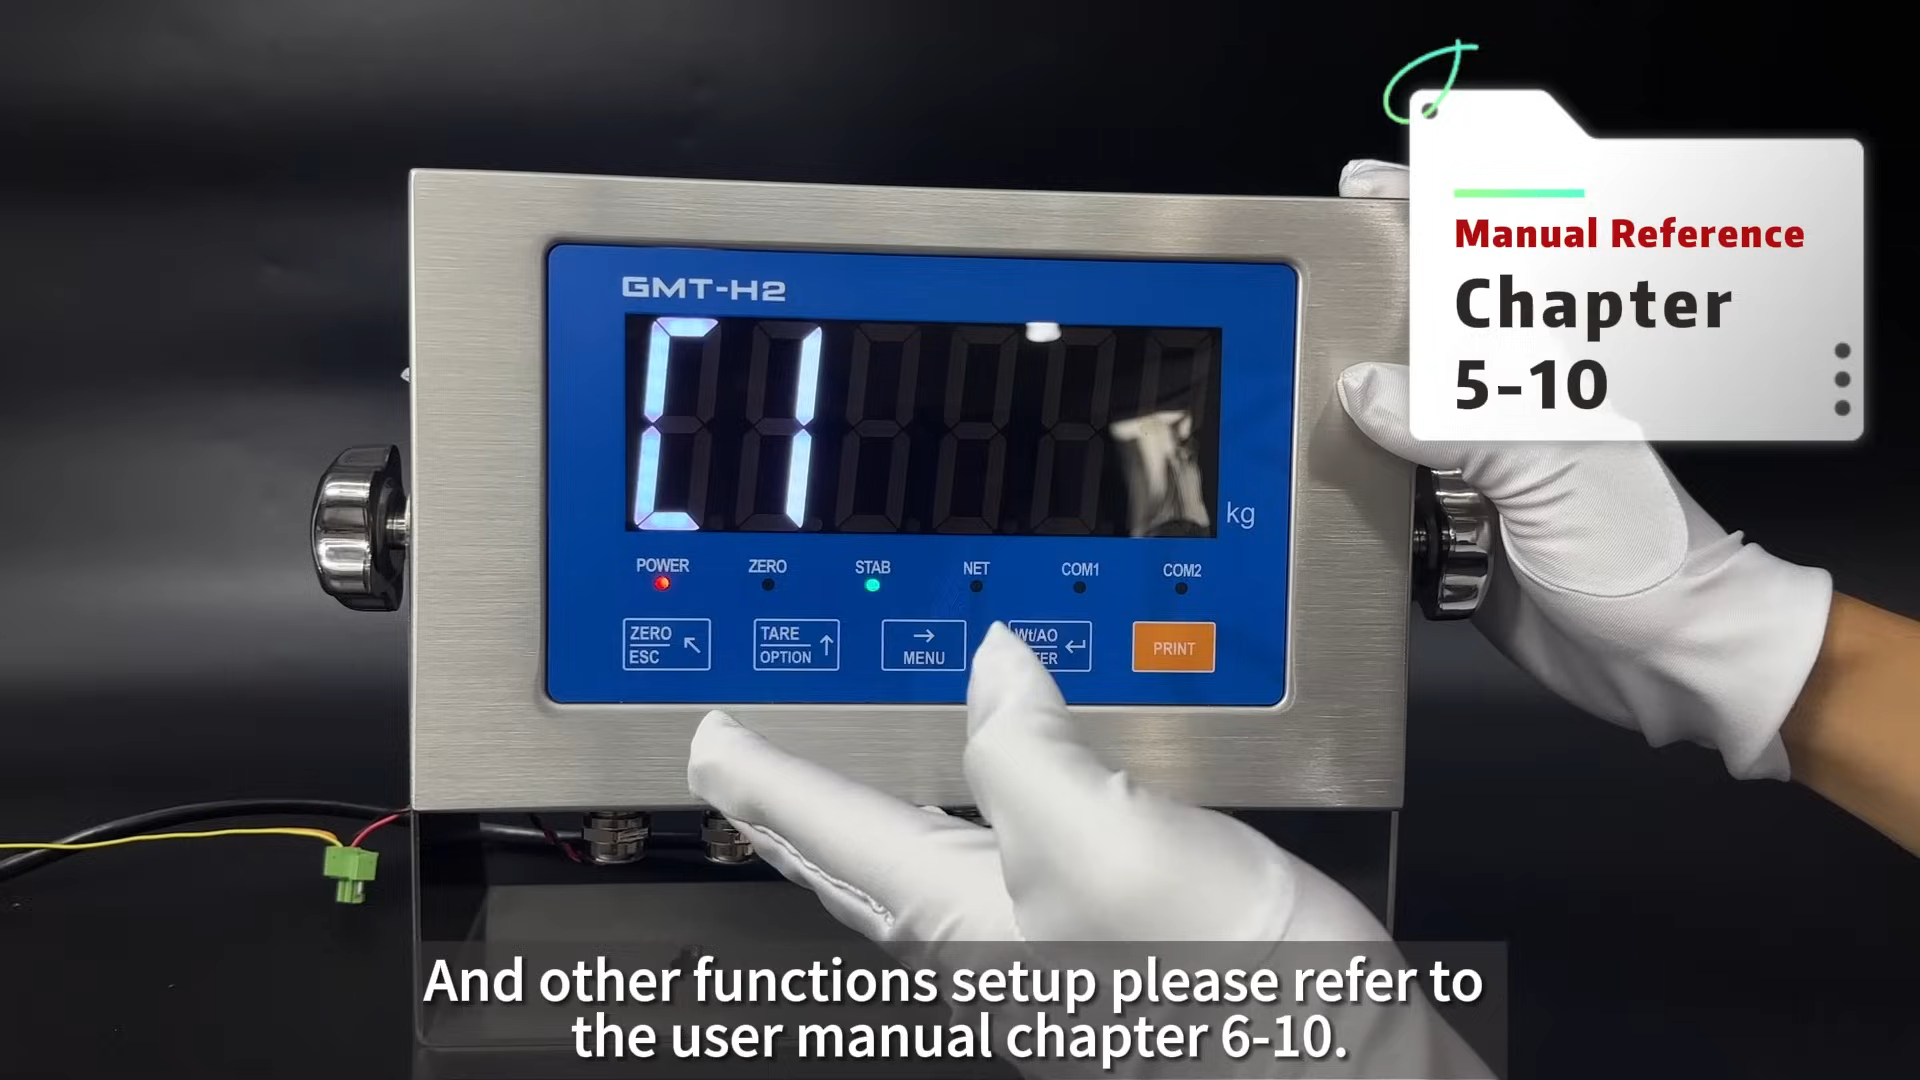 Manual Reference
Chapter
5-10
GMT-H2
C1
kg
POWER ZERO STAB NET COM1 COM2
ZERO TARE → Wt/AO PRINT
ESC OPTION MENU
And other functions setup please refer to
the user manual chapter 6-10.